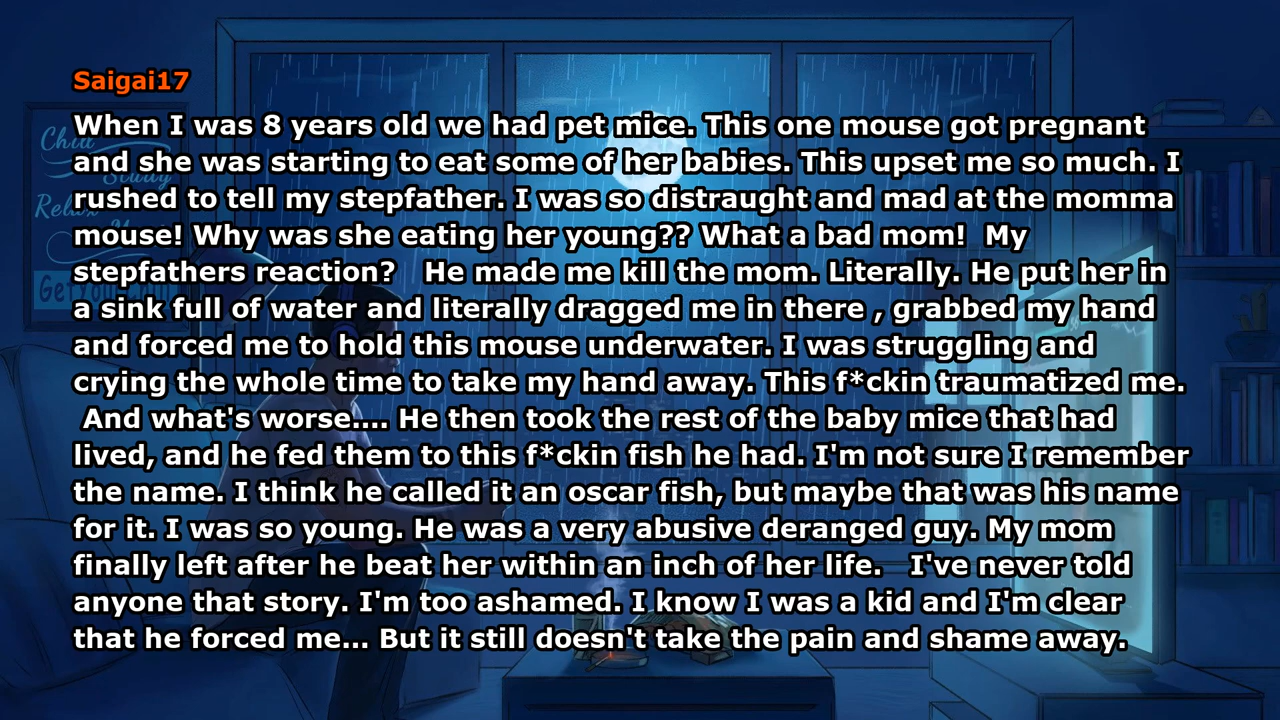 Saigai17
When I was 8 years old we had pet mice. This one mouse got pregnant
and she was starting to eat some of her babies. This upset me so much. I
rushed to tell my stepfather. I was so distraught and mad at the momma
mouse! Why was she eating her young?? What a bad mom!  My
stepfathers reaction?   He made me kill the mom. Literally. He put her in
a sink full of water and literally dragged me in there , grabbed my hand
and forced me to hold this mouse underwater. I was struggling and
crying the whole time to take my hand away. This f*ckin traumatized me.
And what's worse.... He then took the rest of the baby mice that had
lived, and he fed them to this f*ckin fish he had. I'm not sure I remember
the name. I think he called it an oscar fish, but maybe that was his name
for it. I was so young. He was a very abusive deranged guy. My mom
finally left after he beat her within an inch of her life.   I've never told
anyone that story. I'm too ashamed. I know I was a kid and I'm clear
that he forced me... But it still doesn't take the pain and shame away.
Chill
Study
Relax